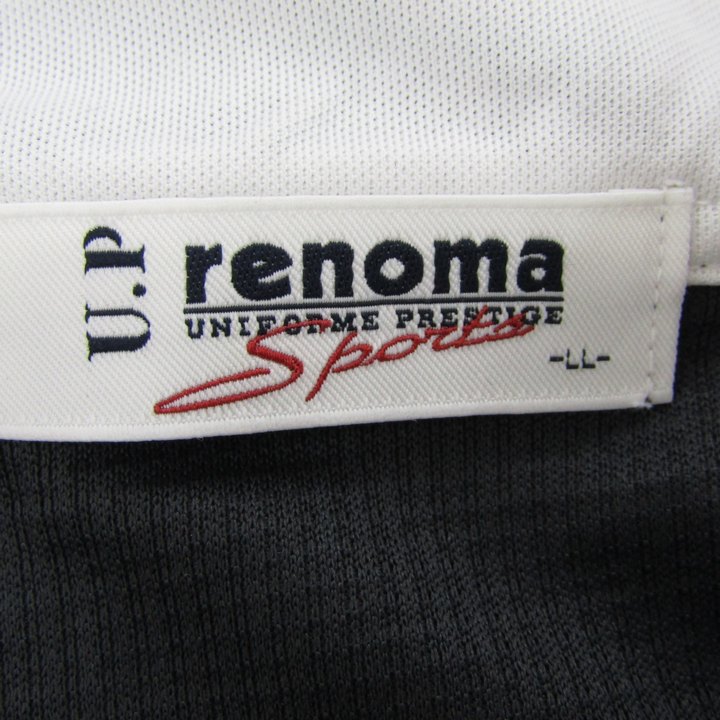 U.P
renoma
UNIFORME PRESTIGE
Sports
-LL-